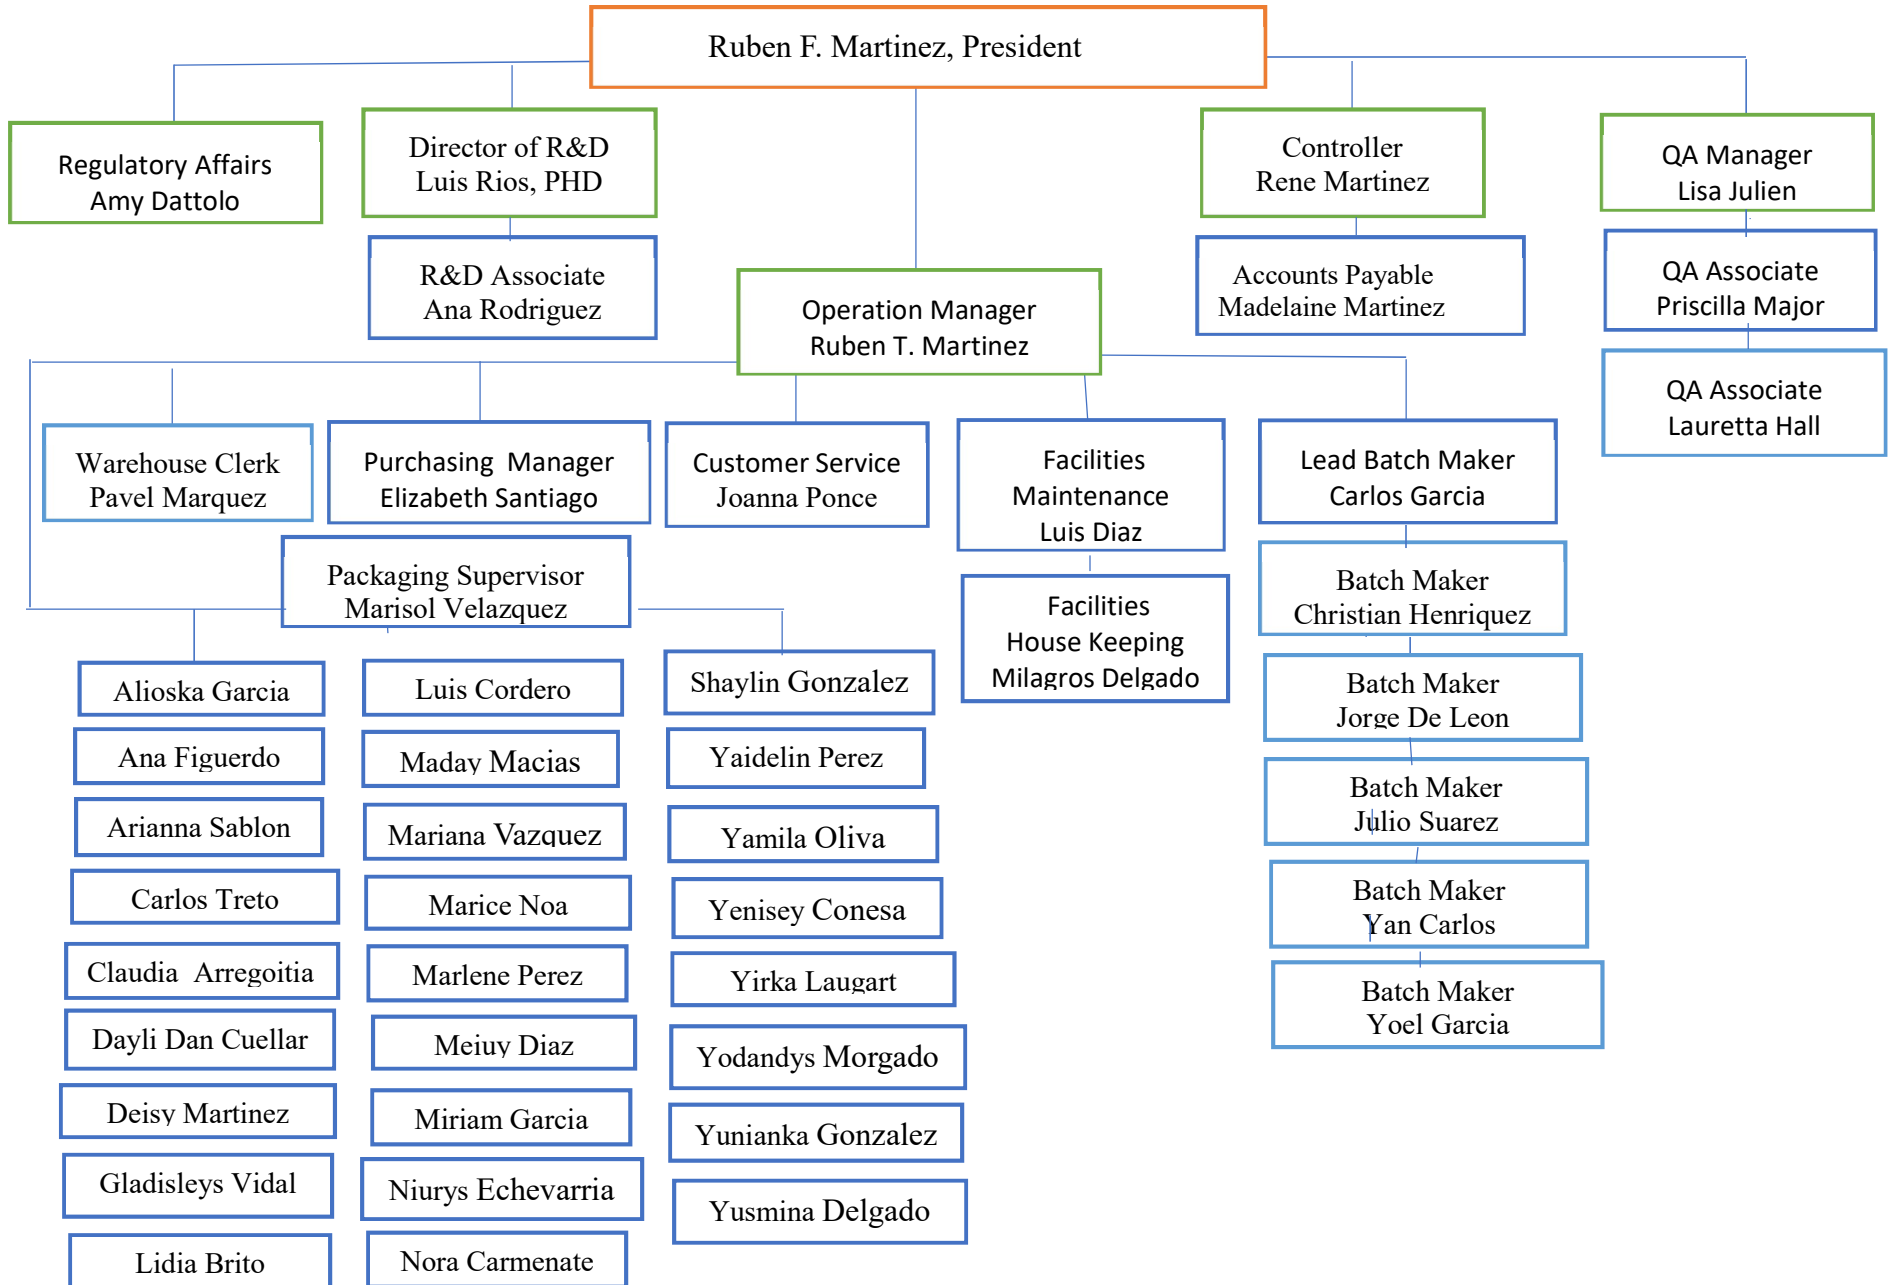 Ruben F. Martinez, President
Regulatory Affairs
Amy Dattolo
Director of R&D
Luis Rios, PHD
Controller
Rene Martinez
QA Manager
Lisa Julien
R&D Associate
Ana Rodriguez
Accounts Payable
Madelaine Martinez
QA Associate
Priscilla Major
Operation Manager
Ruben T. Martinez
QA Associate
Lauretta Hall
Warehouse Clerk
Pavel Marquez
Purchasing Manager
Elizabeth Santiago
Customer Service
Joanna Ponce
Facilities
Maintenance
Luis Diaz
Lead Batch Maker
Carlos Garcia
Packaging Supervisor
Marisol Velazquez
Facilities
House Keeping
Milagros Delgado
Batch Maker
Christian Henriquez
Batch Maker
Jorge De Leon
Batch Maker
Julio Suarez
Batch Maker
Yan Carlos
Batch Maker
Yoel Garcia
Alioska Garcia
Ana Figuerdo
Arianna Sablon
Carlos Treto
Claudia Arregoitia
Dayli Dan Cuellar
Deisy Martinez
Gladisleys Vidal
Lidia Brito
Luis Cordero
Maday Macias
Mariana Vazquez
Marice Noa
Marlene Perez
Meiuy Diaz
Miriam Garcia
Niurys Echevarria
Nora Carmenate
Shaylin Gonzalez
Yaidelin Perez
Yamila Oliva
Yenisey Conesa
Yirka Laugart
Yodandys Morgado
Yunianka Gonzalez
Yusmina Delgado